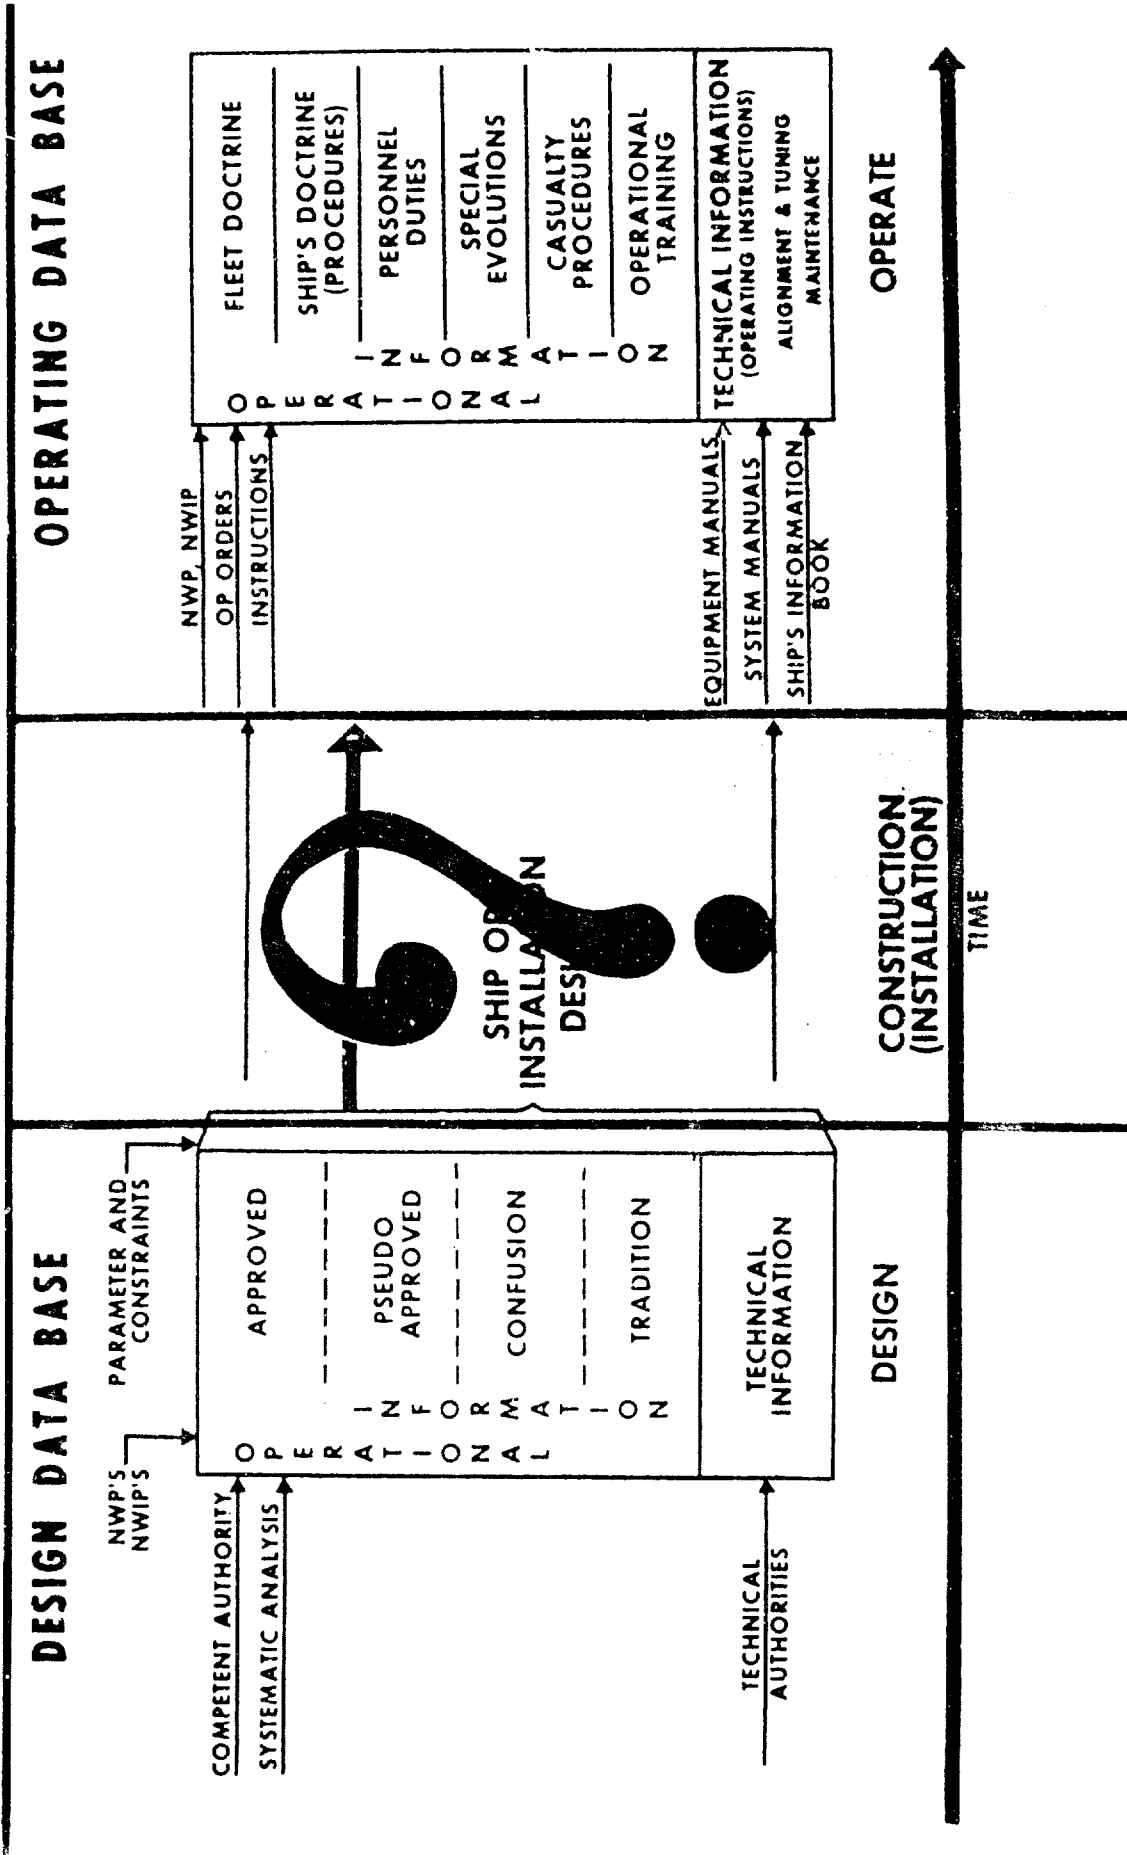 DESIGN DATA BASE
NWP'S
NWIP'S
PARAMETER AND
CONSTRAINTS
COMPETENT AUTHORITY
SYSTEMATIC ANALYSIS
TECHNICAL
AUTHORITIES
OPERATIONAL
INFORMATION
APPROVED
PSEUDO
APPROVED
CONFUSION
TRADITION
TECHNICAL
INFORMATION
DESIGN
SHIP OR
INSTALLATION
CONSTRUCTION
(INSTALLATION)
TIME
OPERATING DATA BASE
NWP, NWIP
OP ORDERS
INSTRUCTIONS
EQUIPMENT MANUALS
SYSTEM MANUALS
SHIP'S INFORMATION
BOOK
OPERATIONAL
INFORMATION
FLEET DOCTRINE
SHIP'S DOCTRINE
(PROCEDURES)
PERSONNEL
DUTIES
SPECIAL
EVOLUTIONS
CASUALTY
PROCEDURES
OPERATIONAL
TRAINING
TECHNICAL INFORMATION
(OPERATING INSTRUCTIONS)
ALIGNMENT & TUNING
MAINTENANCE
OPERATE